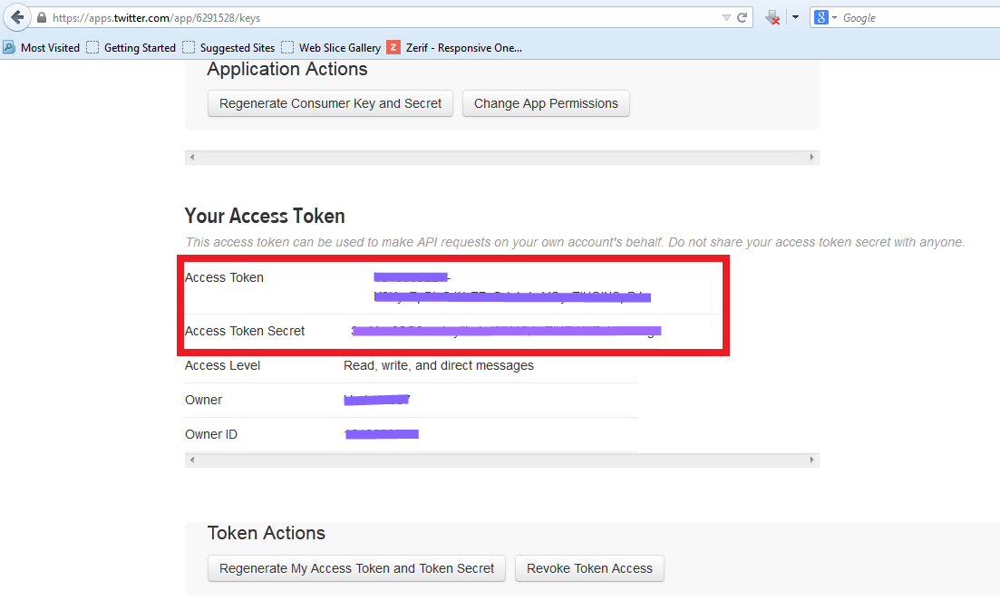 https://apps.twitter.com/app/6291528/keys
Google
Most Visited Getting Started Suggested Sites Web Slice Gallery Z Zerif - Responsive One...
Application Actions
Regenerate Consumer Key and Secret Change App Permissions
Your Access Token
This access token can be used to make API requests on your own account's behalf. Do not share your access token secret with anyone.
Access Token
Access Token Secret
Access Level Read, write, and direct messages
Owner
Owner ID
Token Actions
Regenerate My Access Token and Token Secret Revoke Token Access